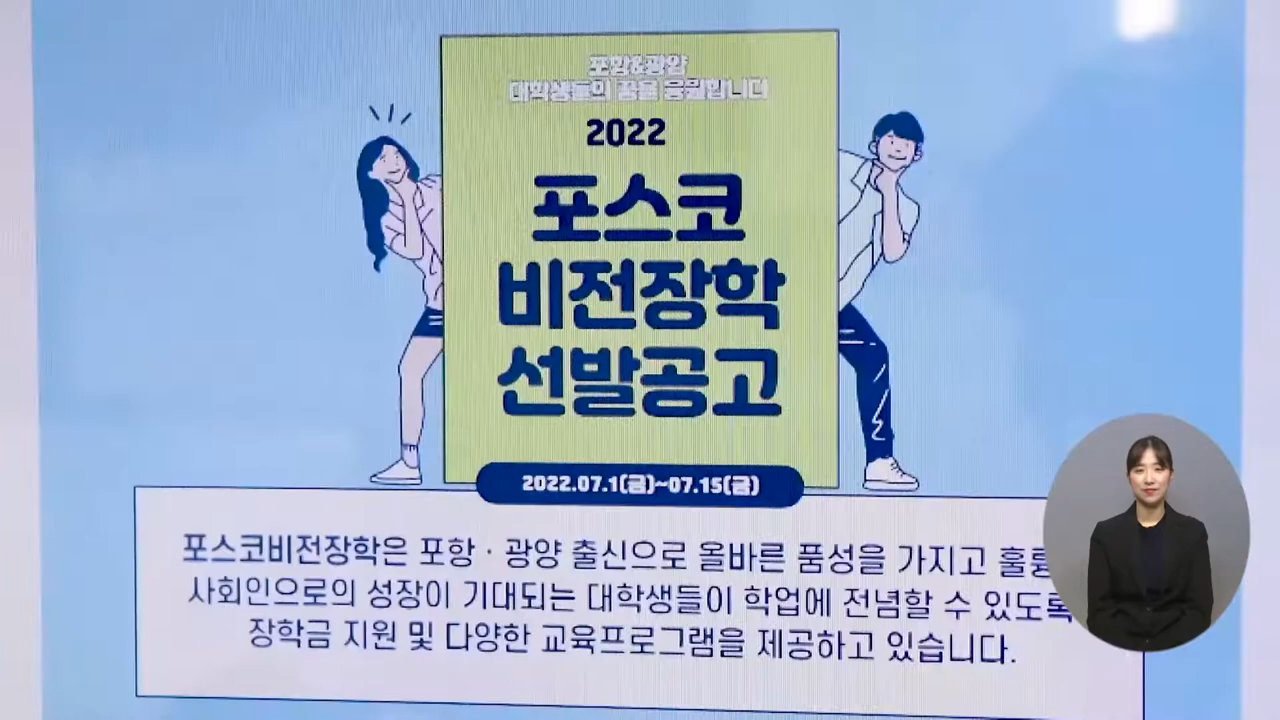 포항&광양
대학생들의 꿈을 응원합니다
2022
포스코
비전장학
선발공고
2022.07.1(금)~07.15(금)
포스코비전장학은 포항 · 광양 출신으로 올바른 품성을 가지고
사회인으로의 성장이 기대되는 대학생들이 학업에 전념할 수 있도록
장학금 지원 및 다양한 교육프로그램을 제공하고 있습니다.